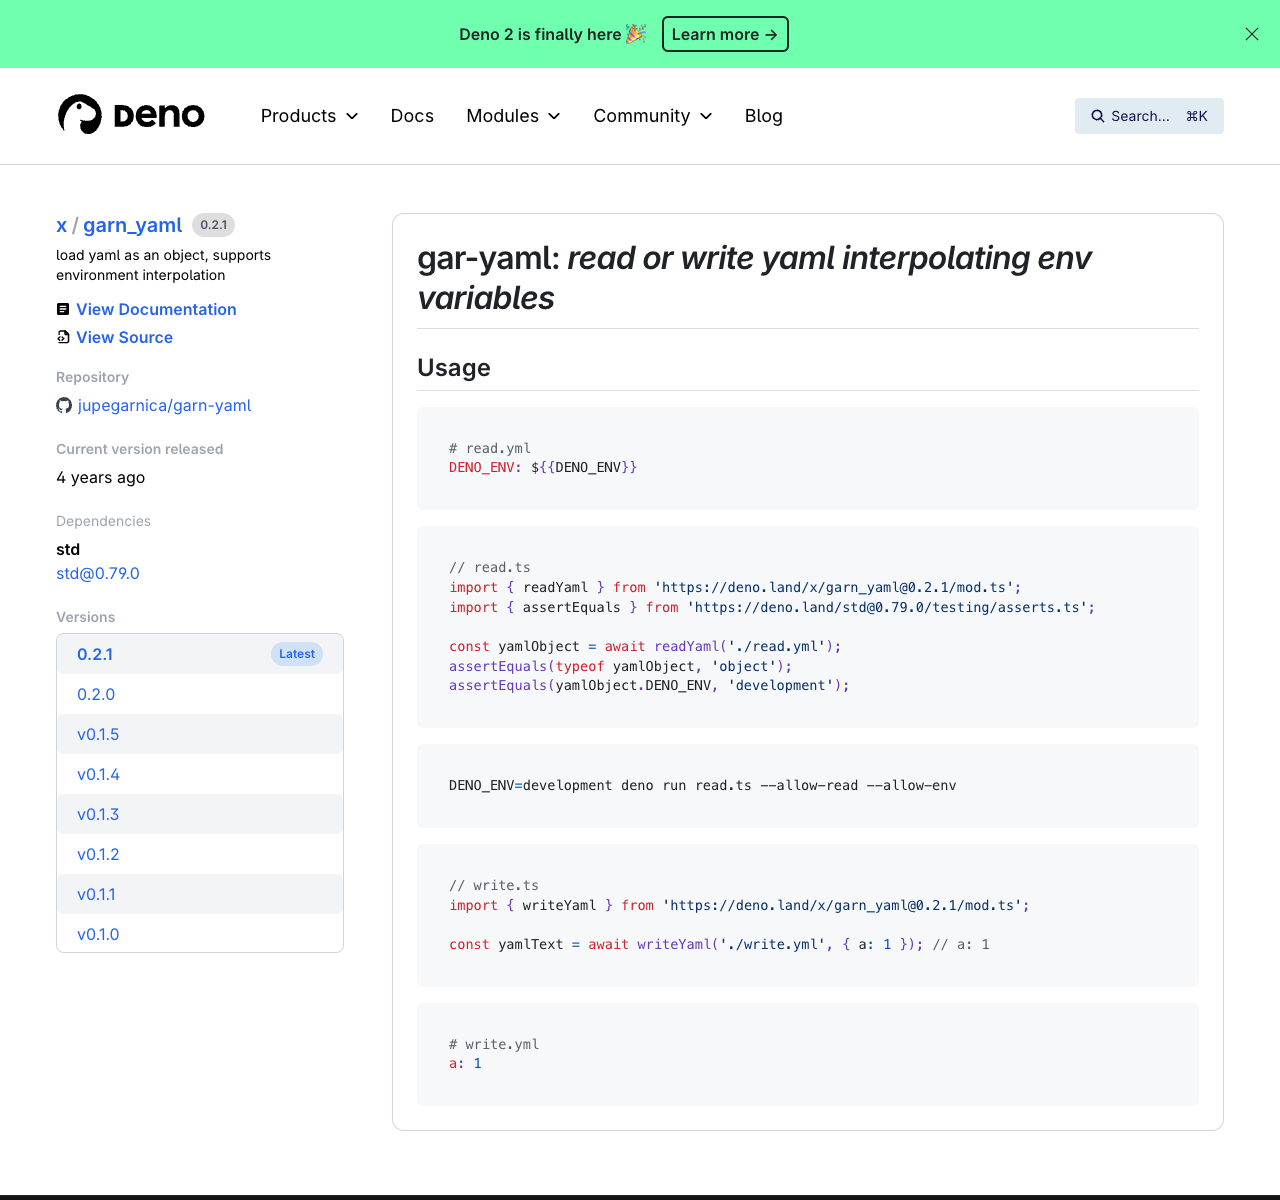 Deno 2 is finally here 🎉 Learn more →
DENO Products Docs Modules Community Blog Search... ⌘K
x / garn_yaml 0.2.1
load yaml as an object, supports
environment interpolation
View Documentation
View Source
Repository
jupegarnica/garn-yaml
Current version released
4 years ago
Dependencies
std
std@0.79.0
Versions
0.2.1 Latest
0.2.0
v0.1.5
v0.1.4
v0.1.3
v0.1.2
v0.1.1
v0.1.0
gar-yaml: read or write yaml interpolating env
variables
Usage
# read.yml
DENO_ENV: ${{DENO_ENV}}
// read.ts
import { readYaml } from 'https://deno.land/x/garn_yaml@0.2.1/mod.ts';
import { assertEquals } from 'https://deno.land/std@0.79.0/testing/asserts.ts';
const yamlObject = await readYaml('./read.yml');
assertEquals(typeof yamlObject, 'object');
assertEquals(yamlObject.DENO_ENV, 'development');
DENO_ENV=development deno run read.ts --allow-read --allow-env
// write.ts
import { writeYaml } from 'https://deno.land/x/garn_yaml@0.2.1/mod.ts';
const yamlText = await writeYaml('./write.yml', { a: 1 }); // a: 1
# write.yml
a: 1